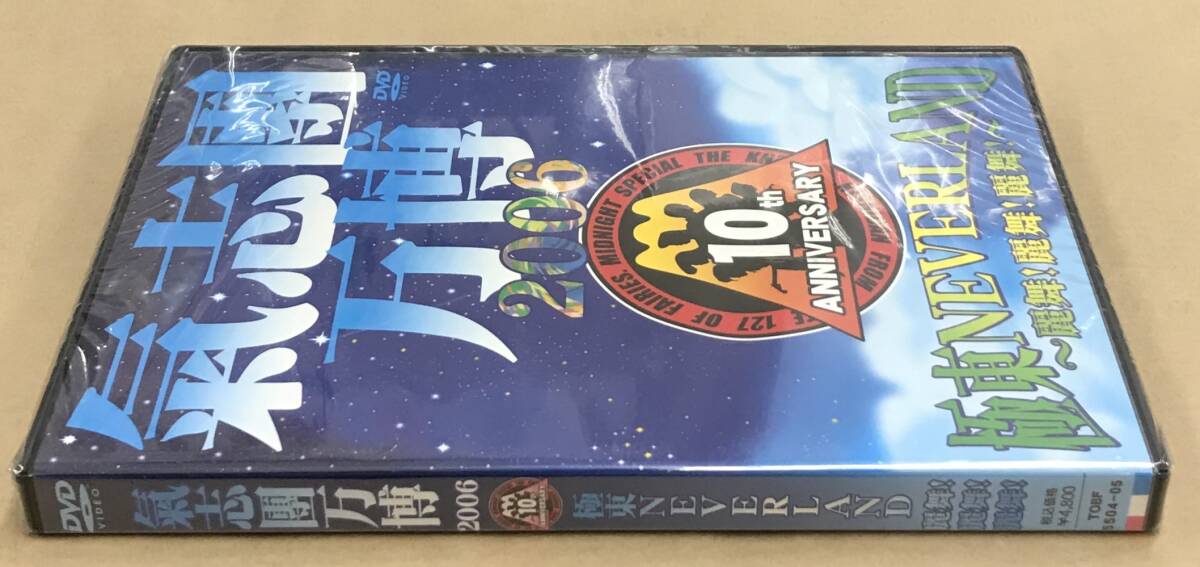 氣志團
万博
2006
DVD
VIDEO
MIDNIGHT SPECIAL THE
127 OF FAIRIES,
FROM
10th
ANNIVERSARY
極東NEVERLAND
～麗舞!麗舞!麗舞!～
DVD
VIDEO
氣志團万博
2006
10th
ANNIVERSARY
極東NEVERLAND
麗舞!
麗舞!
麗舞!
税込価格
¥4,800
TOBF
5504-05